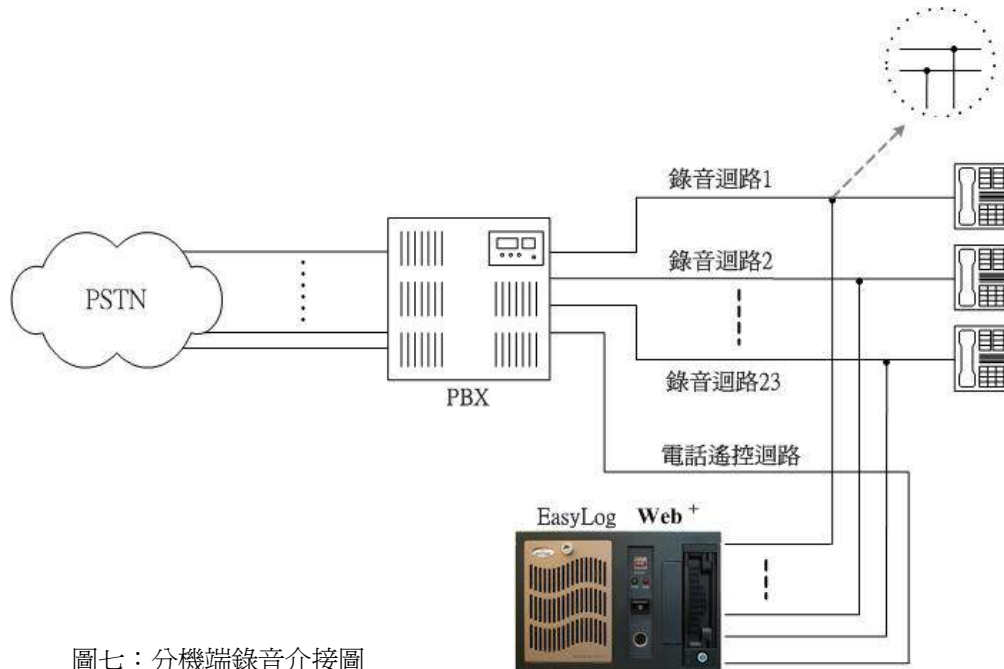 錄音迴路1
錄音迴路2
PSTN
錄音迴路23
PBX
電話遙控迴路
EasyLog Web +
圖七：分機端錄音介接圖